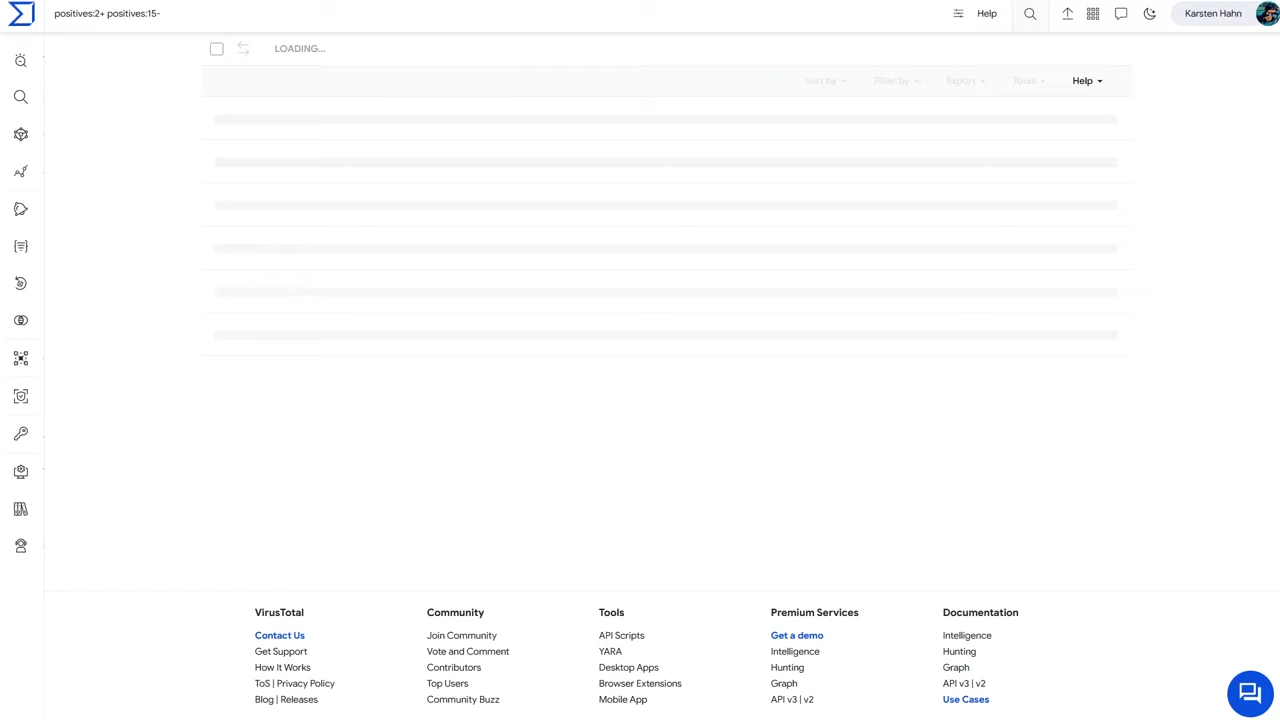 positives:2+ positives:15-
Help
Karsten Hahn
LOADING...
Sort by
Filter by
Export
Tools
Help
VirusTotal
Contact Us
Get Support
How It Works
ToS | Privacy Policy
Blog | Releases
Community
Join Community
Vote and Comment
Contributors
Top Users
Community Buzz
Tools
API Scripts
YARA
Desktop Apps
Browser Extensions
Mobile App
Premium Services
Get a demo
Intelligence
Hunting
Graph
API v3 | v2
Documentation
Intelligence
Hunting
Graph
API v3 | v2
Use Cases